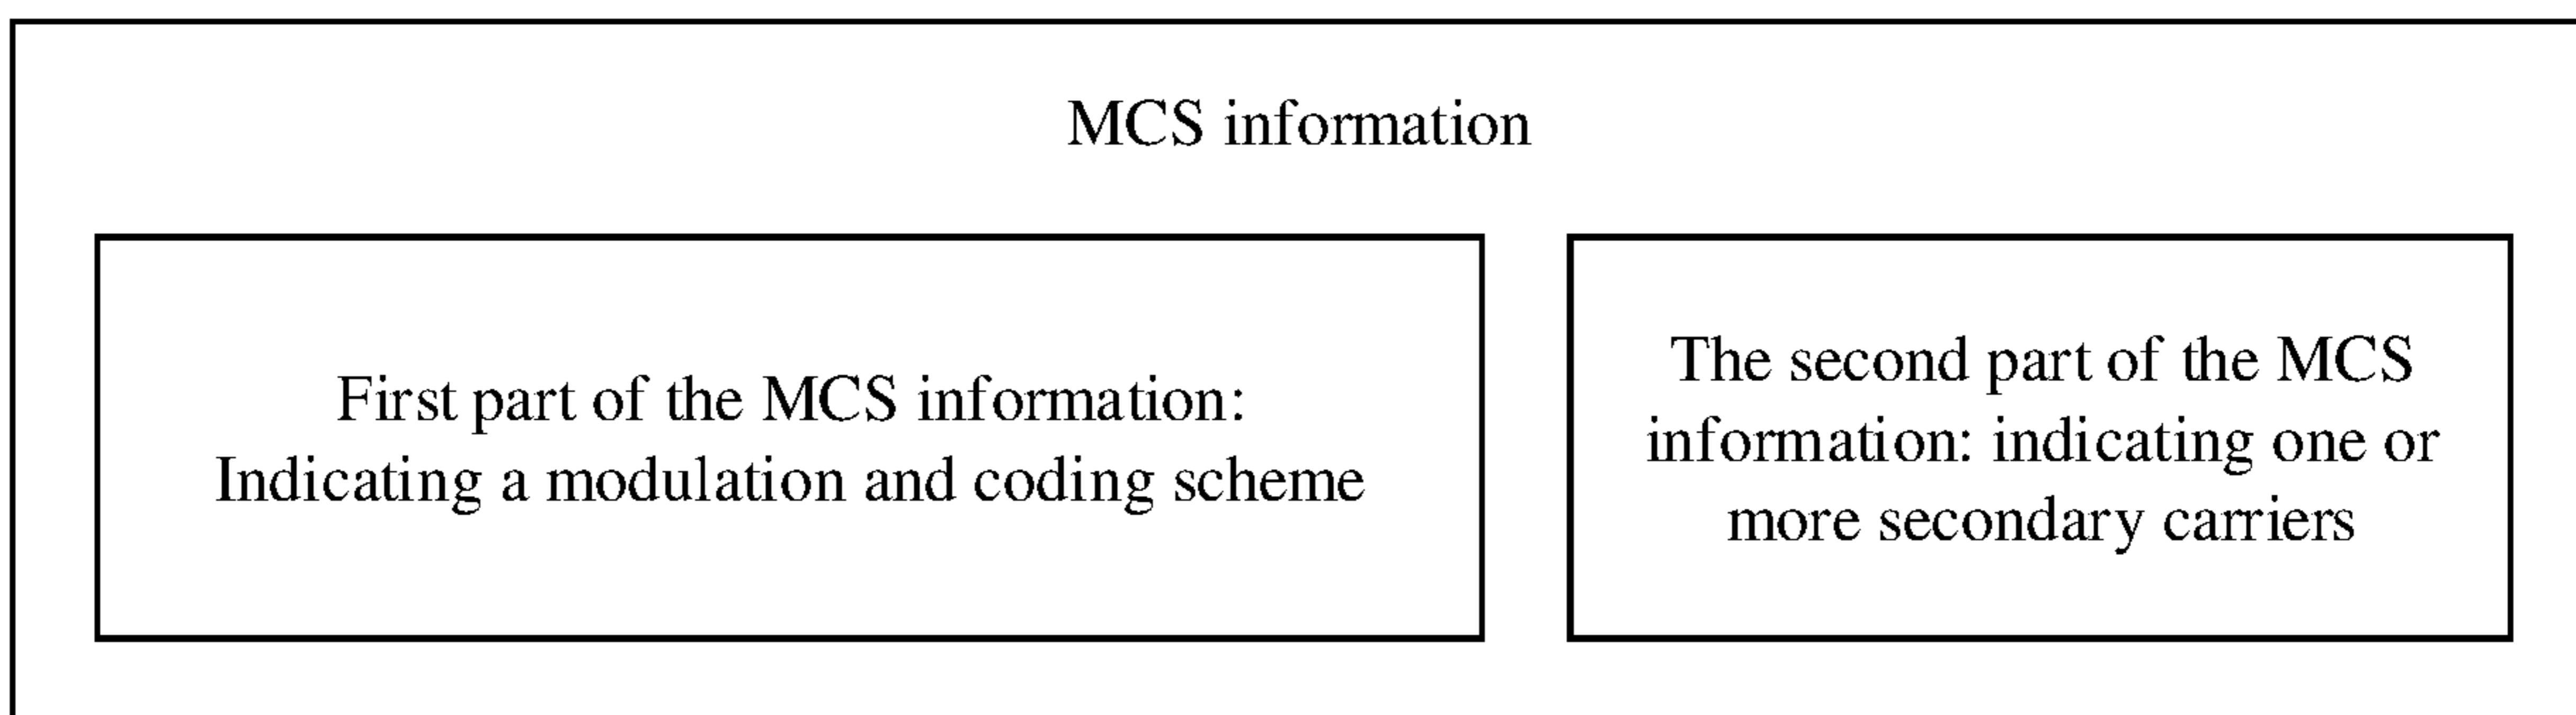 MCS information
First part of the MCS information:
Indicating a modulation and coding scheme
The second part of the MCS
information: indicating one or
more secondary carriers